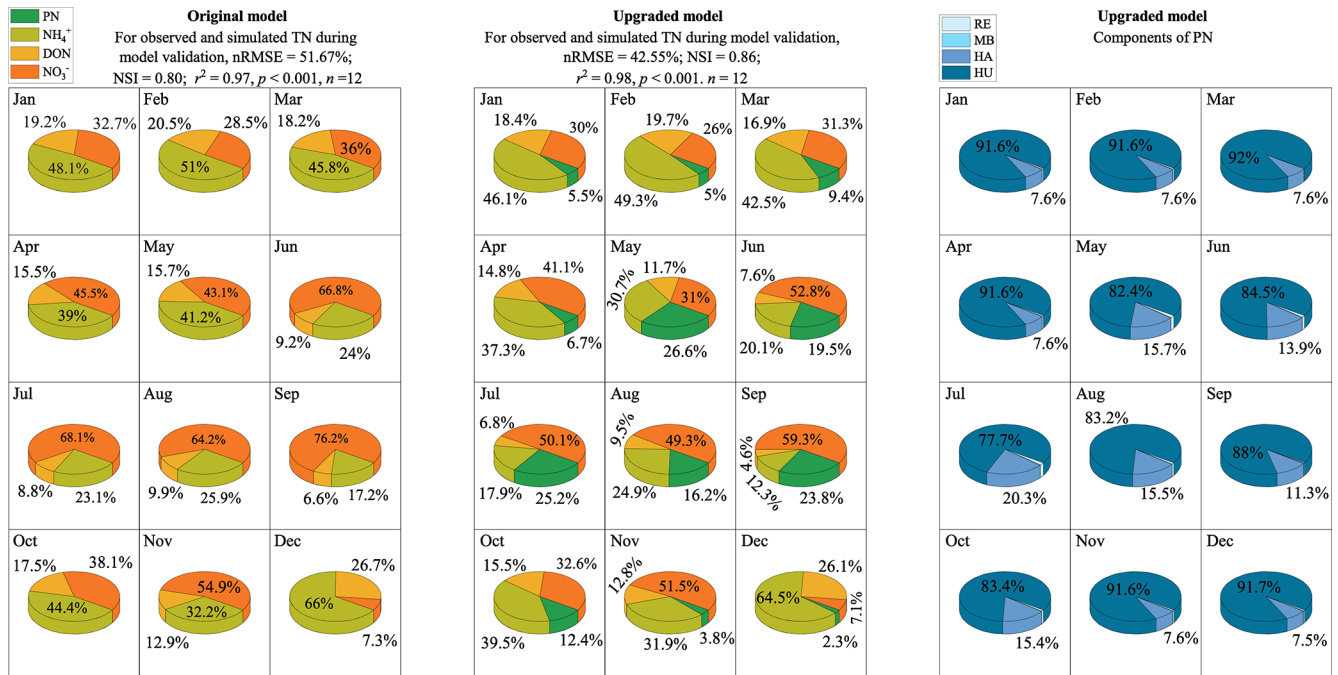 PN
NH₄⁺
DON
NO₃⁻
Original model
For observed and simulated TN during
model validation, nRMSE = 51.67%;
NSI = 0.80; r² = 0.97, p < 0.001, n =12
Jan
19.2%
32.7%
48.1%
Feb
20.5%
28.5%
51%
Mar
18.2%
36%
45.8%
Apr
15.5%
45.5%
39%
May
15.7%
43.1%
41.2%
Jun
66.8%
9.2%
24%
Jul
68.1%
8.8%
23.1%
Aug
64.2%
9.9%
25.9%
Sep
76.2%
6.6%
17.2%
Oct
17.5%
38.1%
44.4%
Nov
54.9%
32.2%
12.9%
Dec
26.7%
66%
7.3%
Upgraded model
For observed and simulated TN during model validation,
nRMSE = 42.55%; NSI = 0.86;
r² = 0.98, p < 0.001. n = 12
Jan
18.4%
30%
46.1%
5.5%
Feb
19.7%
26%
49.3%
5%
Mar
16.9%
31.3%
42.5%
9.4%
Apr
14.8%
41.1%
37.3%
6.7%
May
11.7%
30.7%
31%
26.6%
Jun
7.6%
52.8%
20.1%
19.5%
Jul
6.8%
50.1%
17.9%
25.2%
Aug
9.5%
49.3%
24.9%
16.2%
Sep
59.3%
4.6%
12.3%
23.8%
Oct
15.5%
32.6%
39.5%
12.4%
Nov
12.8%
51.5%
31.9%
3.8%
Dec
26.1%
64.5%
7.1%
2.3%
RE
MB
HA
HU
Upgraded model
Components of PN
Jan
91.6%
7.6%
Feb
91.6%
7.6%
Mar
92%
7.6%
Apr
91.6%
7.6%
May
82.4%
15.7%
Jun
84.5%
13.9%
Jul
77.7%
20.3%
Aug
83.2%
15.5%
Sep
88%
11.3%
Oct
83.4%
15.4%
Nov
91.6%
7.6%
Dec
91.7%
7.5%